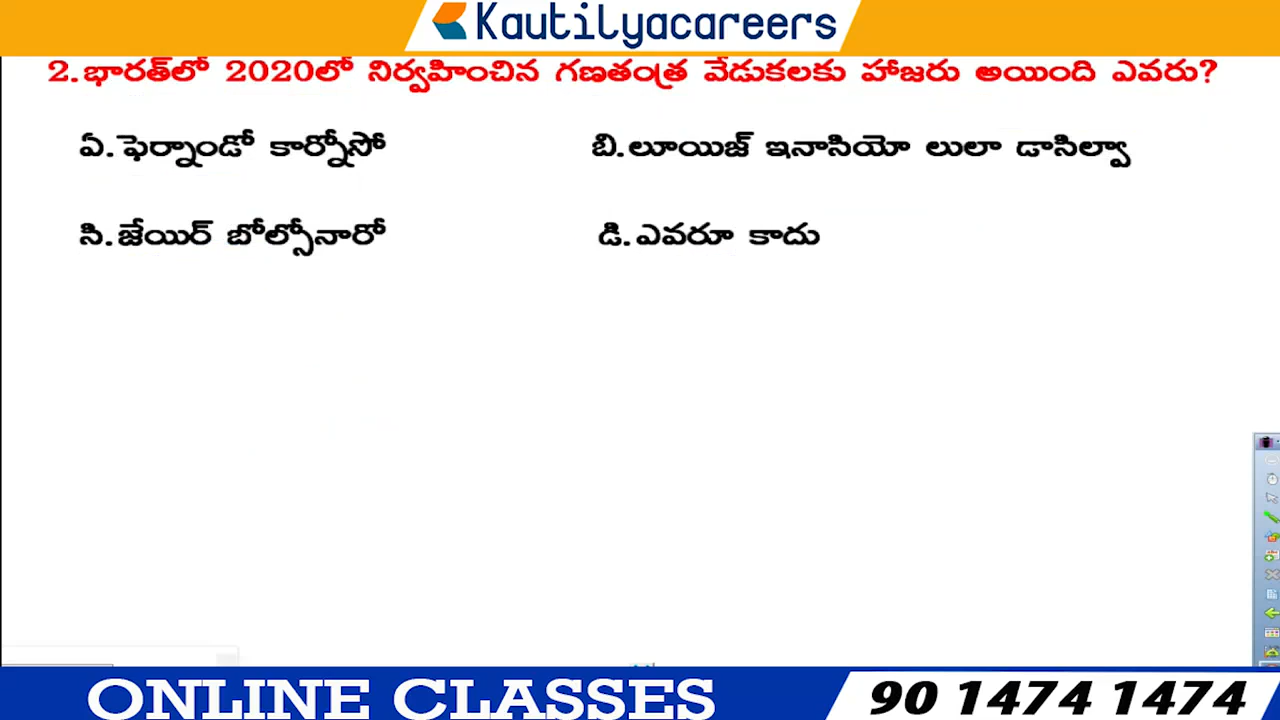 Kautilyacareers
2.భారత్‌లో 2020లో నిర్వహించిన గణతంత్ర వేడుకలకు హాజరు అయింది ఎవరు?
ఏ.ఫెర్నాండో కార్నోసో బి.లూయిజ్ ఇనాసియో లులా డాసిల్వా
సి.జేయిర్ బోల్సోనారో డి.ఎవరూ కాదు
ONLINE CLASSES 90 1474 1474